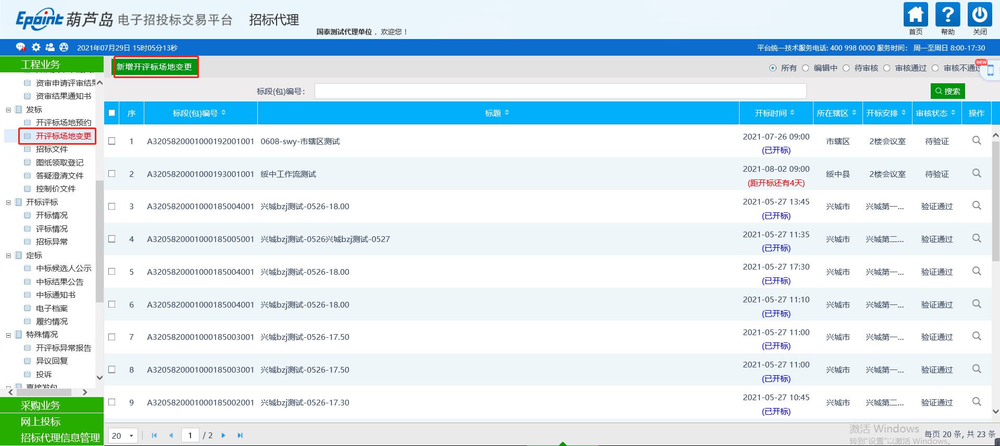 Epoint 葫芦岛 电子招投标交易平台 招标代理
国泰测试代理单位 ，欢迎您！
首页 帮助 关闭
2021年07月29日 15时05分13秒
平台统一技术服务电话: 400 998 0000 服务时间： 周一至周日 8:00-17:30
工程业务
资审申请评审结果
资审结果通知书
发标
开评标场地预约
开评标场地变更
招标文件
图纸领取登记
答疑澄清文件
控制价文件
开标评标
开标情况
评标情况
招标异常
定标
中标候选人公示
中标结果公告
中标通知书
电子档案
履约情况
特殊情况
开评标异常报告
异议回复
投诉
直接发包
采购业务
网上投标
招标代理信息管理
新增开评标场地变更
所有 编辑中 待审核 审核通过 审核不通过
NEW
标段(包)编号：
搜索
序 标段(包)编号 标题 开标时间 所在辖区 开标安排 审核状态 操作
1 A3205820001000192001001 0608-swy-市辖区测试 2021-07-26 09:00 (已开标) 市辖区 2楼会议室 待验证
2 A3205820001000193001001 绥中工作流测试 2021-08-02 09:00 (距开标还有4天) 绥中县 2楼会议室 待验证
3 A3205820001000185004001 兴城bzj测试-0526-18.00 2021-05-27 13:45 (已开标) 兴城市 兴城第一... 验证通过
4 A3205820001000185005001 兴城bzj测试-0526兴城bzj测试-0527 2021-05-27 11:35 (已开标) 兴城市 兴城第二... 验证通过
5 A3205820001000185004001 兴城bzj测试-0526-18.00 2021-05-27 17:30 (已开标) 兴城市 兴城第一... 验证通过
6 A3205820001000185004001 兴城bzj测试-0526-18.00 2021-05-27 11:10 (已开标) 兴城市 兴城第一... 验证通过
7 A3205820001000185003001 兴城bzj测试-0526-17.50 2021-05-27 11:00 (已开标) 兴城市 兴城第一... 验证通过
8 A3205820001000185003001 兴城bzj测试-0526-17.50 2021-05-27 11:00 (已开标) 兴城市 兴城第一... 验证通过
9 A3205820001000185002001 兴城bzj测试-0526-17.30 2021-05-27 10:45 (已开标) 兴城市 兴城第二... 验证通过
20 1 / 2
每页 20 条, 共 23 条
激活 Windows
转到"设置"以激活 Windows。